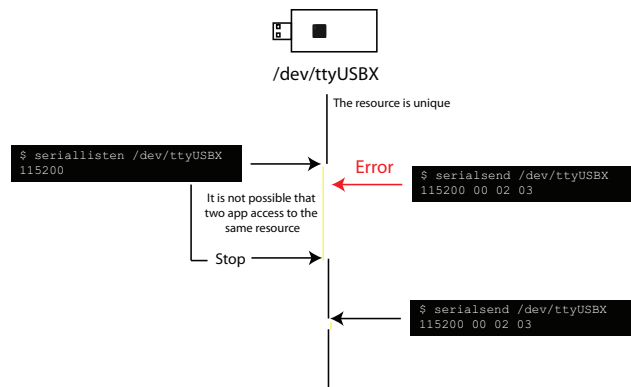 /dev/ttyUSBX
The resource is unique
$ seriallisten /dev/ttyUSBX
115200
Error
$ serialsend /dev/ttyUSBX
115200 00 02 03
It is not possible that
two app access to the
same resource
Stop
$ serialsend /dev/ttyUSBX
115200 00 02 03